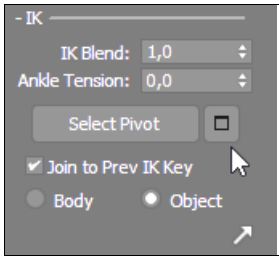 - IK
IK Blend: 1,0
Ankle Tension: 0,0
Select Pivot
Join to Prev IK Key
Body Object